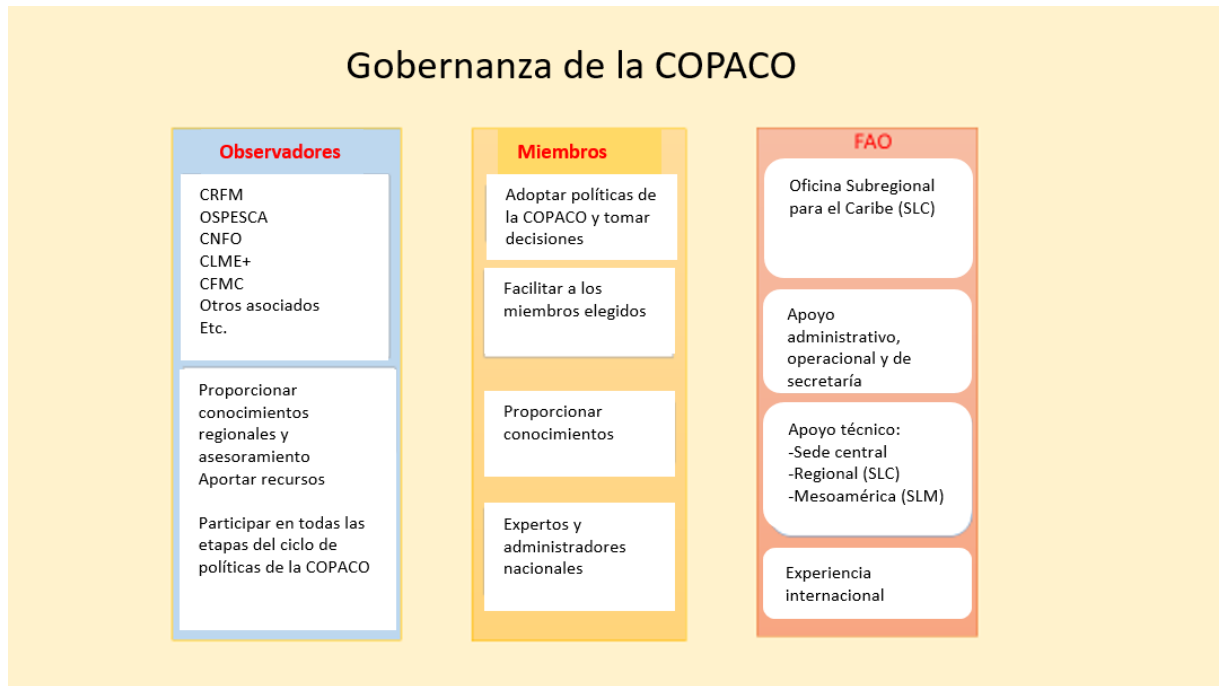 Gobernanza de la COPACO
Observadores
CRFM
OSPESCA
CNFO
CLME+
CFMC
Otros asociados
Etc.
Proporcionar
conocimientos
regionales y
asesoramiento
Aportar recursos
Participar en todas las
etapas del ciclo de
políticas de la COPACO
Miembros
Adoptar políticas de
la COPACO y tomar
decisiones
Facilitar a los
miembros elegidos
Proporcionar
conocimientos
Expertos y
administradores
nacionales
FAO
Oficina Subregional
para el Caribe (SLC)
Apoyo
administrativo,
operacional y de
secretaría
Apoyo técnico:
-Sede central
-Regional (SLC)
-Mesoamérica (SLM)
Experiencia
internacional